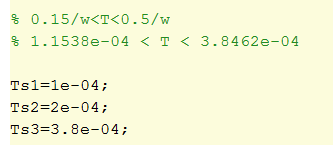 % 0.15/w<T<0.5/w
% 1.1538e-04 < T < 3.8462e-04
Ts1=1e-04;
Ts2=2e-04;
Ts3=3.8e-04;